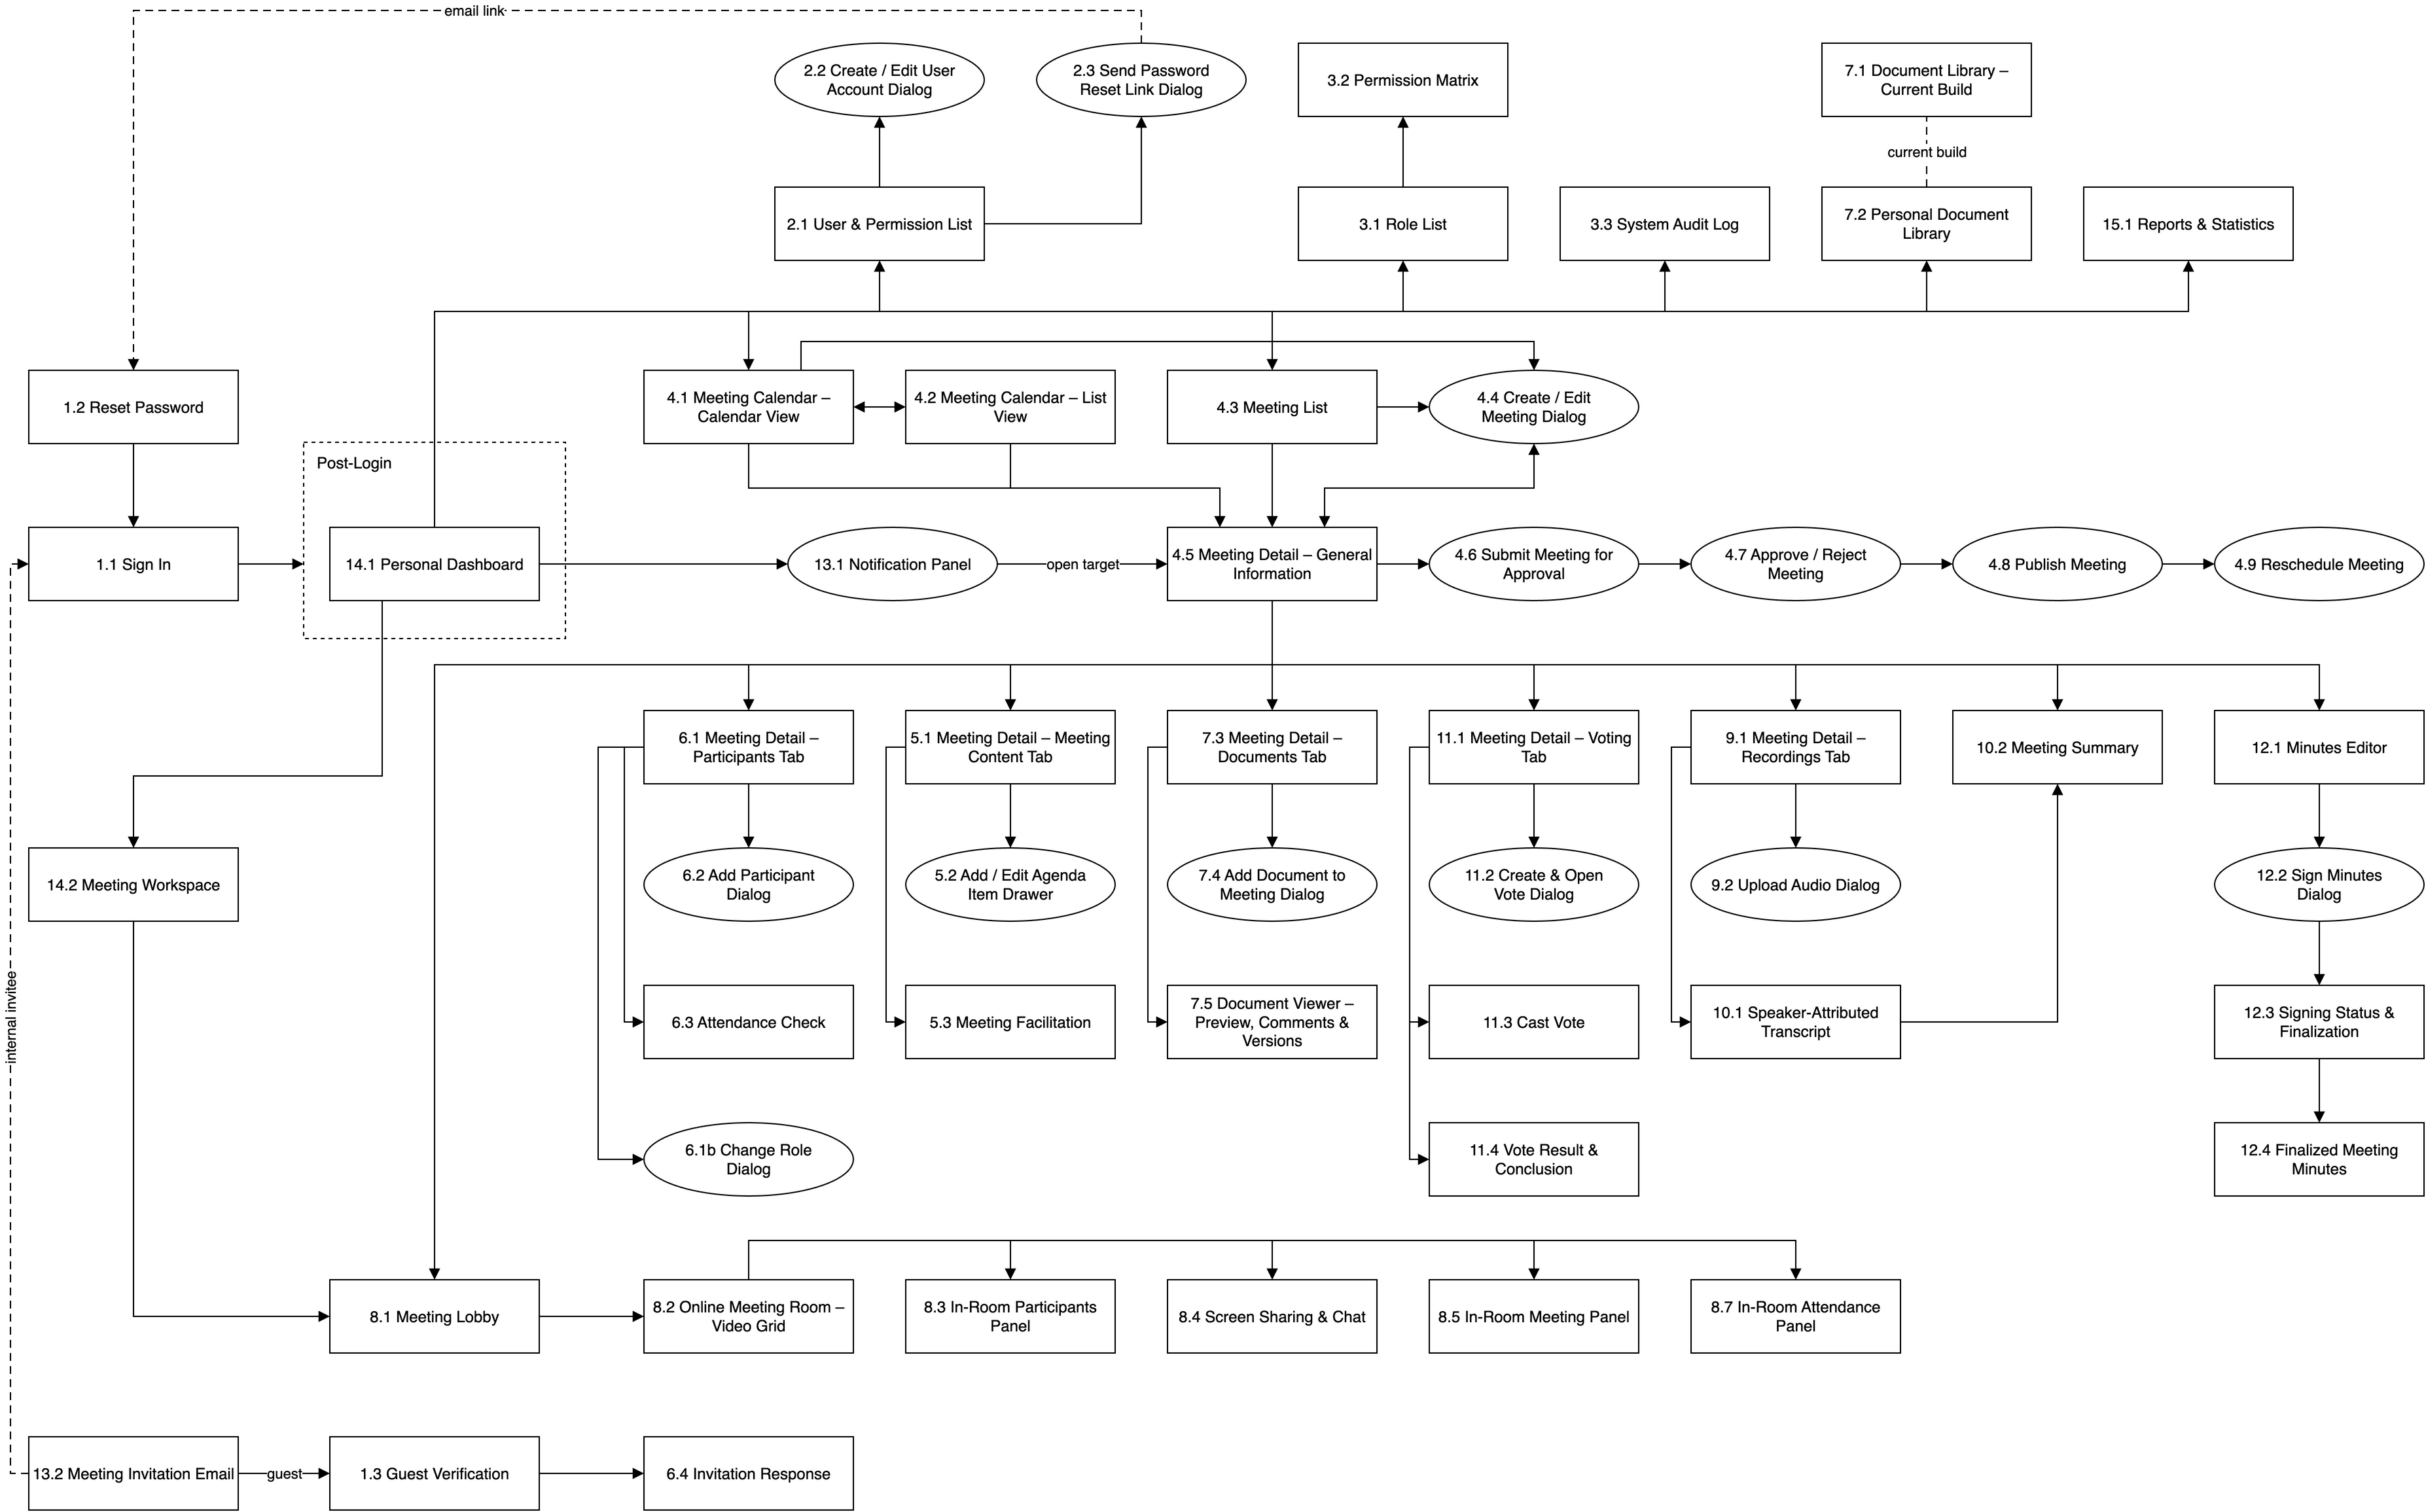 email link
2.2 Create / Edit User
Account Dialog
2.3 Send Password
Reset Link Dialog
3.2 Permission Matrix
7.1 Document Library –
Current Build
current build
2.1 User & Permission List
3.1 Role List
3.3 System Audit Log
7.2 Personal Document
Library
15.1 Reports & Statistics
1.2 Reset Password
4.1 Meeting Calendar –
Calendar View
4.2 Meeting Calendar – List
View
4.3 Meeting List
4.4 Create / Edit
Meeting Dialog
Post-Login
1.1 Sign In
14.1 Personal Dashboard
13.1 Notification Panel
open target
4.5 Meeting Detail – General
Information
4.6 Submit Meeting for
Approval
4.7 Approve / Reject
Meeting
4.8 Publish Meeting
4.9 Reschedule Meeting
6.1 Meeting Detail –
Participants Tab
5.1 Meeting Detail – Meeting
Content Tab
7.3 Meeting Detail –
Documents Tab
11.1 Meeting Detail – Voting
Tab
9.1 Meeting Detail –
Recordings Tab
10.2 Meeting Summary
12.1 Minutes Editor
14.2 Meeting Workspace
6.2 Add Participant
Dialog
5.2 Add / Edit Agenda
Item Drawer
7.4 Add Document to
Meeting Dialog
11.2 Create & Open
Vote Dialog
9.2 Upload Audio Dialog
12.2 Sign Minutes
Dialog
internal invitee
6.3 Attendance Check
5.3 Meeting Facilitation
7.5 Document Viewer –
Preview, Comments &
Versions
11.3 Cast Vote
10.1 Speaker-Attributed
Transcript
12.3 Signing Status &
Finalization
6.1b Change Role
Dialog
11.4 Vote Result &
Conclusion
12.4 Finalized Meeting
Minutes
8.1 Meeting Lobby
8.2 Online Meeting Room –
Video Grid
8.3 In-Room Participants
Panel
8.4 Screen Sharing & Chat
8.5 In-Room Meeting Panel
8.7 In-Room Attendance
Panel
13.2 Meeting Invitation Email
guest
1.3 Guest Verification
6.4 Invitation Response